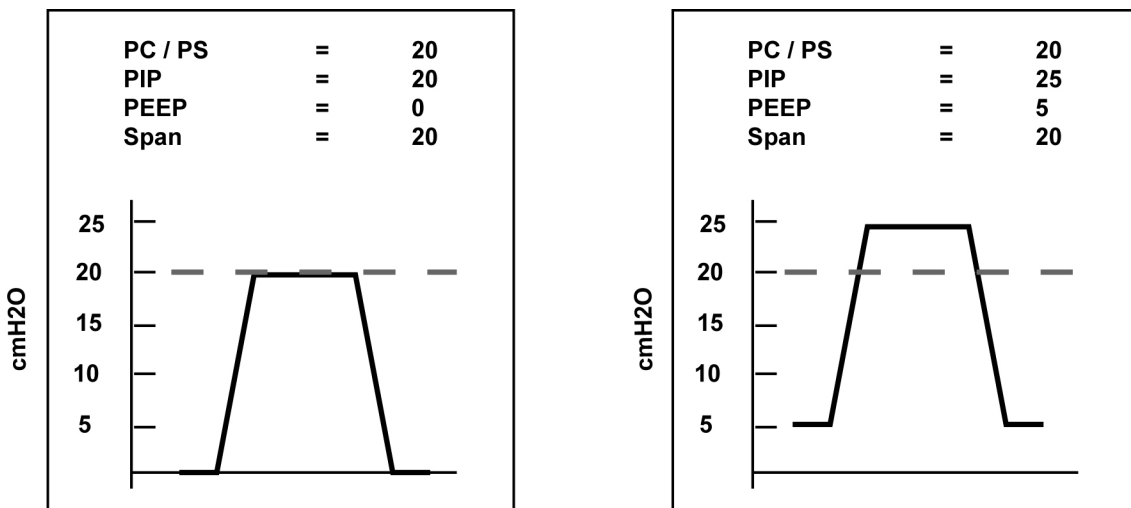 PC / PS = 20
PIP = 20
PEEP = 0
Span = 20
25
20
15
10
5
cmH2O
PC / PS = 20
PIP = 25
PEEP = 5
Span = 20
25
20
15
10
5
cmH2O